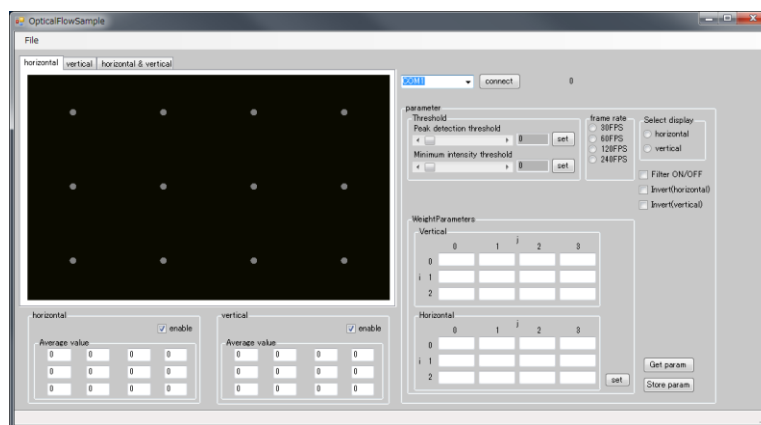 OpticalFlowSample
File
horizontal vertical horizontal & vertical
COM1 connect 0
parameter
Threshold
Peak detection threshold
0 set
Minimum intensity threshold
0 set
frame rate
30FPS
60FPS
120FPS
240FPS
Select display
horizontal
vertical
Filter ON/OFF
Invert(horizontal)
Invert(vertical)
WeightParameters
Vertical
j
0 1 2 3
0
i 1
2
Horizontal
j
0 1 2 3
0
i 1
2
set
Get param
Store param
horizontal
enable
Average value
0 0 0 0
0 0 0 0
0 0 0 0
vertical
enable
Average value
0 0 0 0
0 0 0 0
0 0 0 0